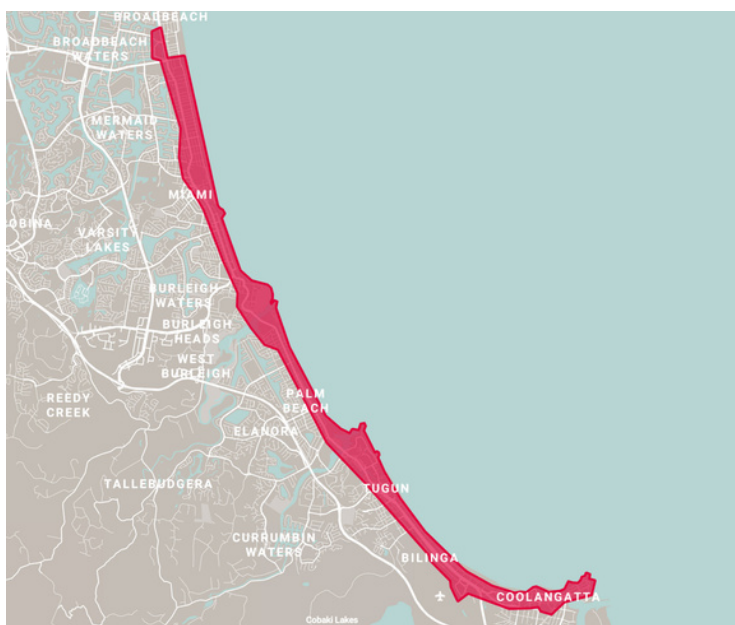 BROADBEACH
BROADBEACH
WATERS
MERMAID
WATERS
MIAMI
OBINA
VARSITY
LAKES
BURLEIGH
WATERS
BURLEIGH
HEADS
WEST
BURLEIGH
REEDY
CREEK
PALM
BEACH
ELANORA
TALLEBUDGERA
TUGUN
CURRUMBIN
WATERS
BILINGA
COOLANGATTA
Cobaki Lakes